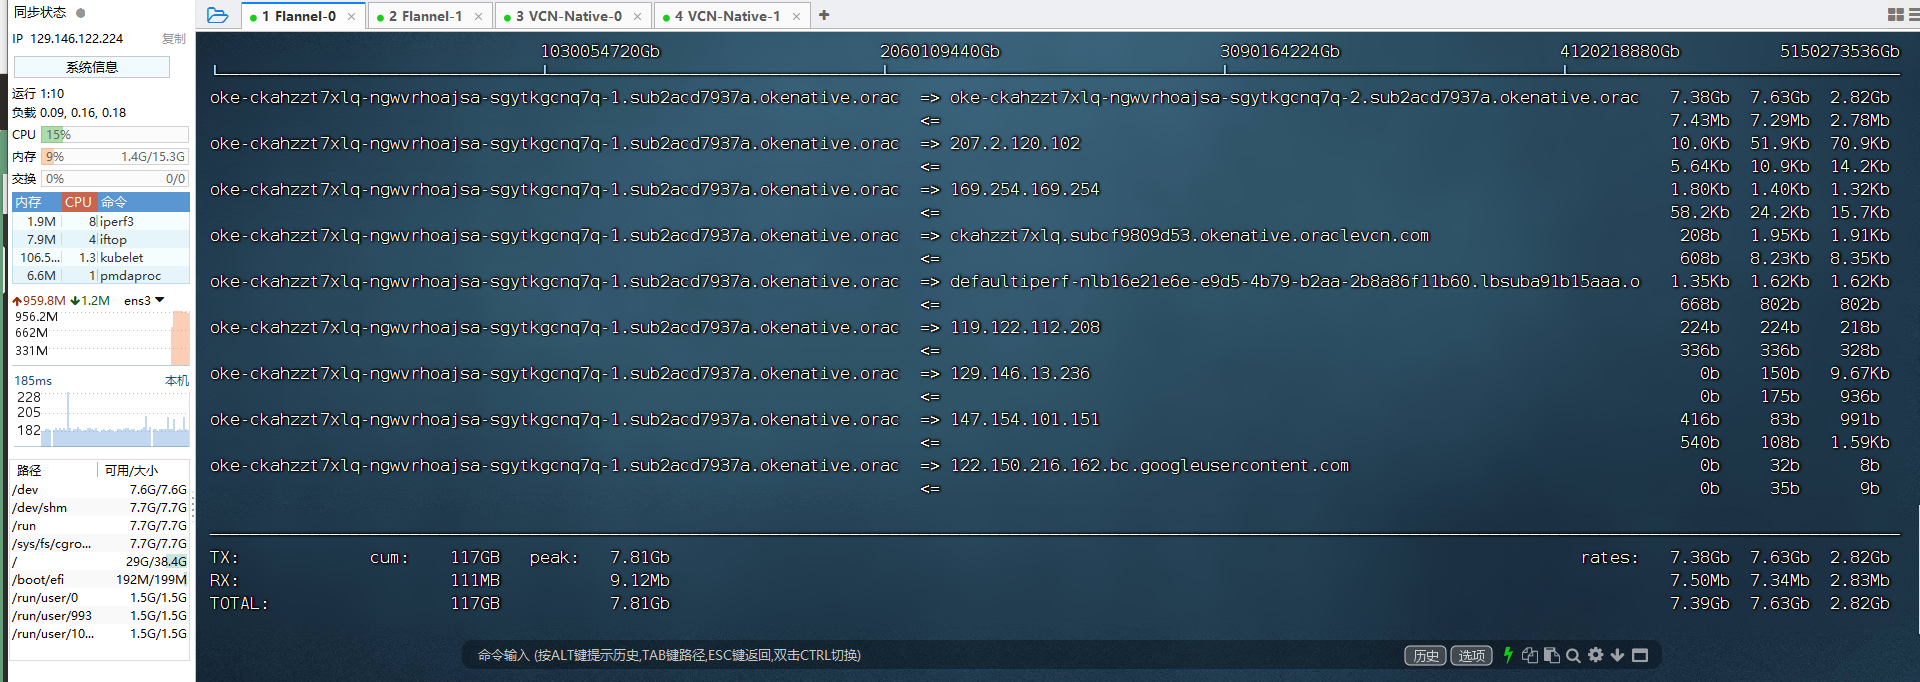 同步状态
IP 129.146.122.224 复制
系统信息
运行 1:10
负载 0.09, 0.16, 0.18
CPU 15%
内存 9% 1.4G/15.3G
交换 0% 0/0
内存 CPU 命令
1.9M 8 iperf3
7.9M 4 iftop
106.5... 1.3 kubelet
6.6M 1 pmdaproc
959.8M 1.2M ens3
956.2M
662M
331M
185ms 本机
228
205
182
路径 可用/大小
/dev 7.6G/7.6G
/dev/shm 7.7G/7.7G
/run 7.7G/7.7G
/sys/fs/cgro... 7.7G/7.7G
/ 29G/38.4G
/boot/efi 192M/199M
/run/user/0 1.5G/1.5G
/run/user/993 1.5G/1.5G
/run/user/10... 1.5G/1.5G
1 Flannel-0 × 2 Flannel-1 × 3 VCN-Native-0 × 4 VCN-Native-1 × +
1030054720Gb 2060109440Gb 3090164224Gb 4120218880Gb 5150273536Gb
oke-ckahzzt7xlq-ngwvrhoajsa-sgytkgcnq7q-1.sub2acd7937a.okenative.orac => oke-ckahzzt7xlq-ngwvrhoajsa-sgytkgcnq7q-2.sub2acd7937a.okenative.orac 7.38Gb 7.63Gb 2.82Gb
<= 7.43Mb 7.29Mb 2.78Mb
oke-ckahzzt7xlq-ngwvrhoajsa-sgytkgcnq7q-1.sub2acd7937a.okenative.orac => 207.2.120.102 10.0Kb 51.9Kb 70.9Kb
<= 5.64Kb 10.9Kb 14.2Kb
oke-ckahzzt7xlq-ngwvrhoajsa-sgytkgcnq7q-1.sub2acd7937a.okenative.orac => 169.254.169.254 1.80Kb 1.40Kb 1.32Kb
<= 58.2Kb 24.2Kb 15.7Kb
oke-ckahzzt7xlq-ngwvrhoajsa-sgytkgcnq7q-1.sub2acd7937a.okenative.orac => ckahzzt7xlq.subcf9809d53.okenative.oraclevcn.com 208b 1.95Kb 1.91Kb
<= 608b 8.23Kb 8.35Kb
oke-ckahzzt7xlq-ngwvrhoajsa-sgytkgcnq7q-1.sub2acd7937a.okenative.orac => defaultiperf-nlb16e21e6e-e9d5-4b79-b2aa-2b8a86f11b60.lbsuba91b15aaa.o 1.35Kb 1.62Kb 1.62Kb
<= 668b 802b 802b
oke-ckahzzt7xlq-ngwvrhoajsa-sgytkgcnq7q-1.sub2acd7937a.okenative.orac => 119.122.112.208 224b 224b 218b
<= 336b 336b 328b
oke-ckahzzt7xlq-ngwvrhoajsa-sgytkgcnq7q-1.sub2acd7937a.okenative.orac => 129.146.13.236 0b 150b 9.67Kb
<= 0b 175b 936b
oke-ckahzzt7xlq-ngwvrhoajsa-sgytkgcnq7q-1.sub2acd7937a.okenative.orac => 147.154.101.151 416b 83b 991b
<= 540b 108b 1.59Kb
oke-ckahzzt7xlq-ngwvrhoajsa-sgytkgcnq7q-1.sub2acd7937a.okenative.orac => 122.150.216.162.bc.googleusercontent.com 0b 32b 8b
<= 0b 35b 9b
TX: cum: 117GB peak: 7.81Gb rates: 7.38Gb 7.63Gb 2.82Gb
RX: 111MB 9.12Mb 7.50Mb 7.34Mb 2.83Mb
TOTAL: 117GB 7.81Gb 7.39Gb 7.63Gb 2.82Gb
命令输入 (按ALT键提示历史,TAB键路径,ESC键返回,双击CTRL切换) 历史 选项